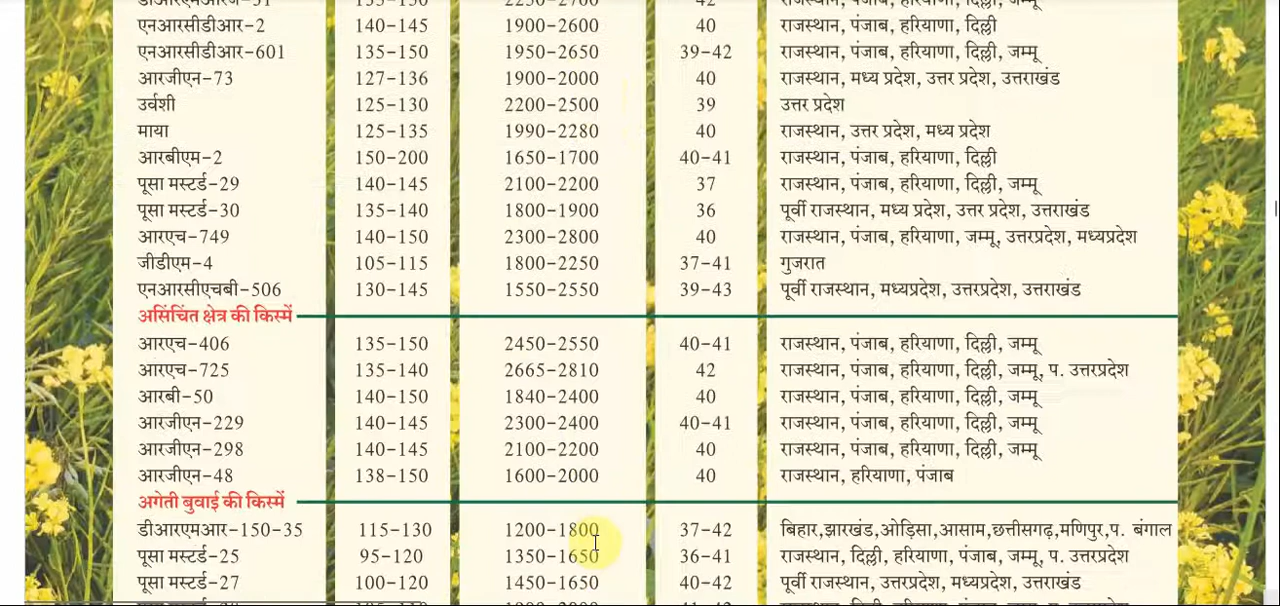 एनआरसीडीआर-2 140-145 1900-2600 40 राजस्थान, पंजाब, हरियाणा, दिल्ली
एनआरसीडीआर-601 135-150 1950-2650 39-42 राजस्थान, पंजाब, हरियाणा, दिल्ली, जम्मू
आरजीएन-73 127-136 1900-2000 40 राजस्थान, मध्य प्रदेश, उत्तर प्रदेश, उत्तराखंड
उर्वशी 125-130 2200-2500 39 उत्तर प्रदेश
माया 125-135 1990-2280 40 राजस्थान, उत्तर प्रदेश, मध्य प्रदेश
आरबीएम-2 150-200 1650-1700 40-41 राजस्थान, पंजाब, हरियाणा, दिल्ली
पूसा मस्टर्ड-29 140-145 2100-2200 37 राजस्थान, पंजाब, हरियाणा, दिल्ली, जम्मू
पूसा मस्टर्ड-30 135-140 1800-1900 36 पूर्वी राजस्थान, मध्य प्रदेश, उत्तर प्रदेश, उत्तराखंड
आरएच-749 140-150 2300-2800 40 राजस्थान, पंजाब, हरियाणा, जम्मू, उत्तरप्रदेश, मध्यप्रदेश
जीडीएम-4 105-115 1800-2250 37-41 गुजरात
एनआरसीएचबी-506 130-145 1550-2550 39-43 पूर्वी राजस्थान, मध्यप्रदेश, उत्तरप्रदेश, उत्तराखंड
असिंचित क्षेत्र की किस्में
आरएच-406 135-150 2450-2550 40-41 राजस्थान, पंजाब, हरियाणा, दिल्ली, जम्मू
आरएच-725 135-140 2665-2810 42 राजस्थान, पंजाब, हरियाणा, दिल्ली, जम्मू, प. उत्तरप्रदेश
आरबी-50 140-150 1840-2400 40 राजस्थान, पंजाब, हरियाणा, दिल्ली, जम्मू
आरजीएन-229 140-145 2300-2400 40-41 राजस्थान, पंजाब, हरियाणा, दिल्ली, जम्मू
आरजीएन-298 140-145 2100-2200 40 राजस्थान, पंजाब, हरियाणा, दिल्ली, जम्मू
आरजीएन-48 138-150 1600-2000 40 राजस्थान, हरियाणा, पंजाब
अगेती बुवाई की किस्में
डीआरएमआर-150-35 115-130 1200-1800 37-42 बिहार,झारखंड,ओड़िसा,आसाम,छत्तीसगढ़,मणिपुर,प. बंगाल
पूसा मस्टर्ड-25 95-120 1350-1650 36-41 राजस्थान, दिल्ली, हरियाणा, पंजाब, जम्मू, प. उत्तरप्रदेश
पूसा मस्टर्ड-27 100-120 1450-1650 40-42 पूर्वी राजस्थान, उत्तरप्रदेश, मध्यप्रदेश, उत्तराखंड